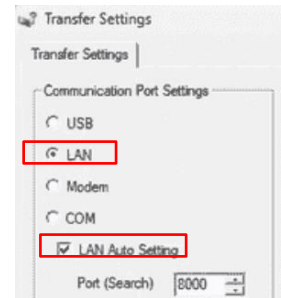 Transfer Settings
Transfer Settings
Communication Port Settings
USB
LAN
Modem
COM
LAN Auto Setting
Port (Search) 8000